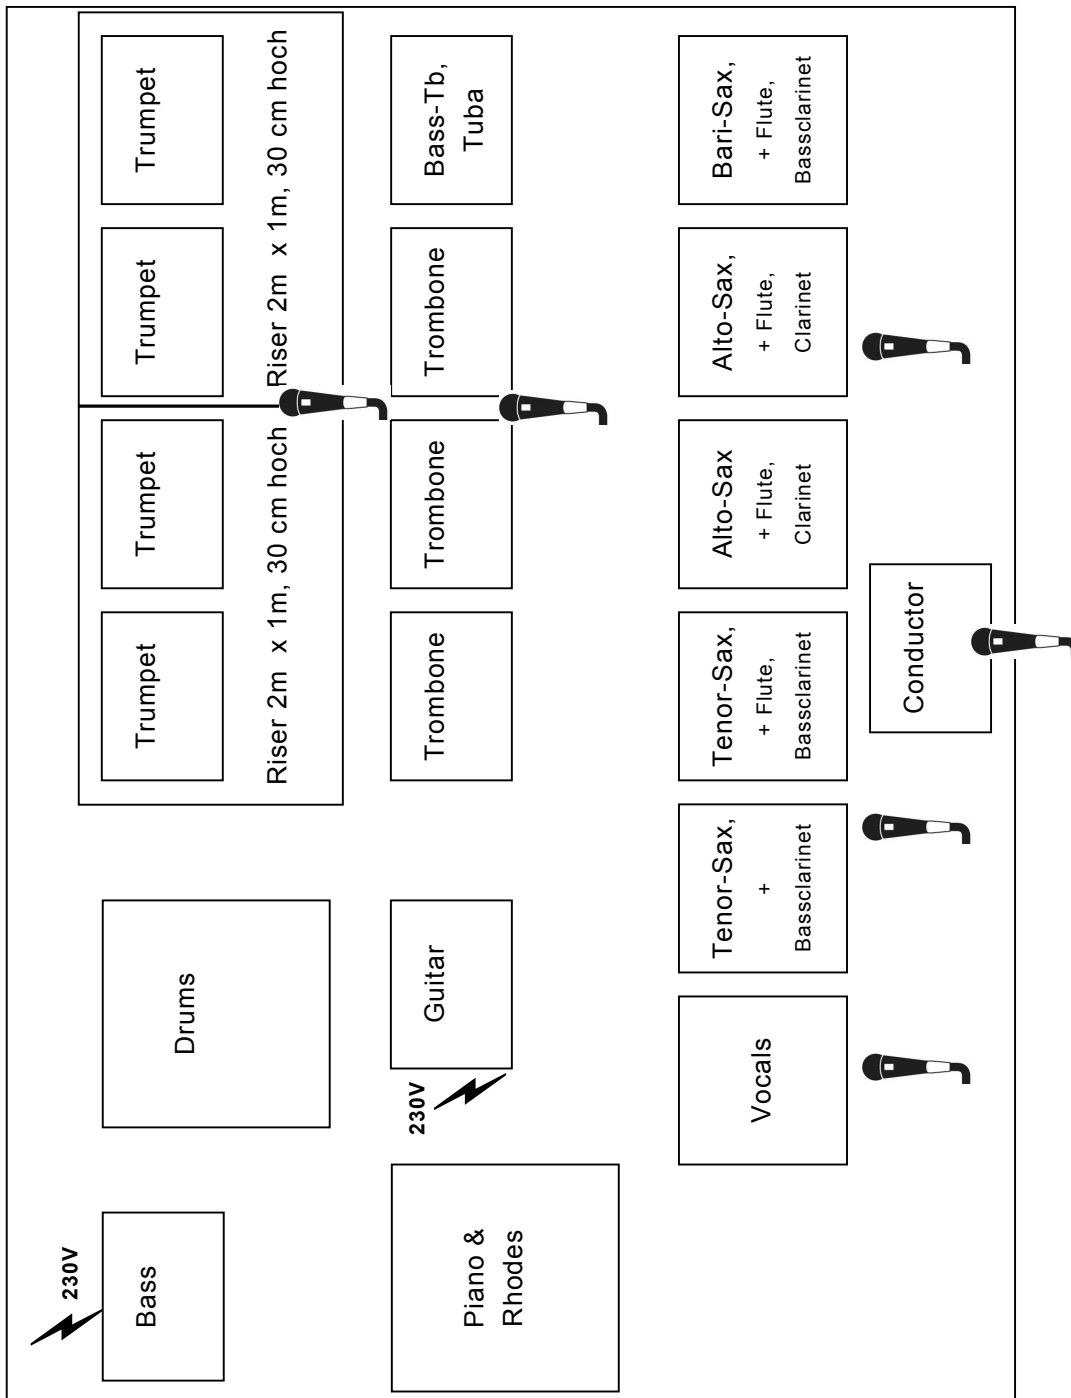 230V
Bass
Drums
Trumpet
Trumpet
Trumpet
Trumpet
Riser 2m x 1m, 30 cm hoch
Riser 2m x 1m, 30 cm hoch
Piano &
Rhodes
230V
Guitar
Trombone
Trombone
Trombone
Bass-Tb,
Tuba
Vocals
Tenor-Sax,
+
Bassclarinet
Tenor-Sax,
+ Flute,
Bassclarinet
Alto-Sax
+ Flute,
Clarinet
Alto-Sax,
+ Flute,
Clarinet
Bari-Sax,
+ Flute,
Bassclarinet
Conductor